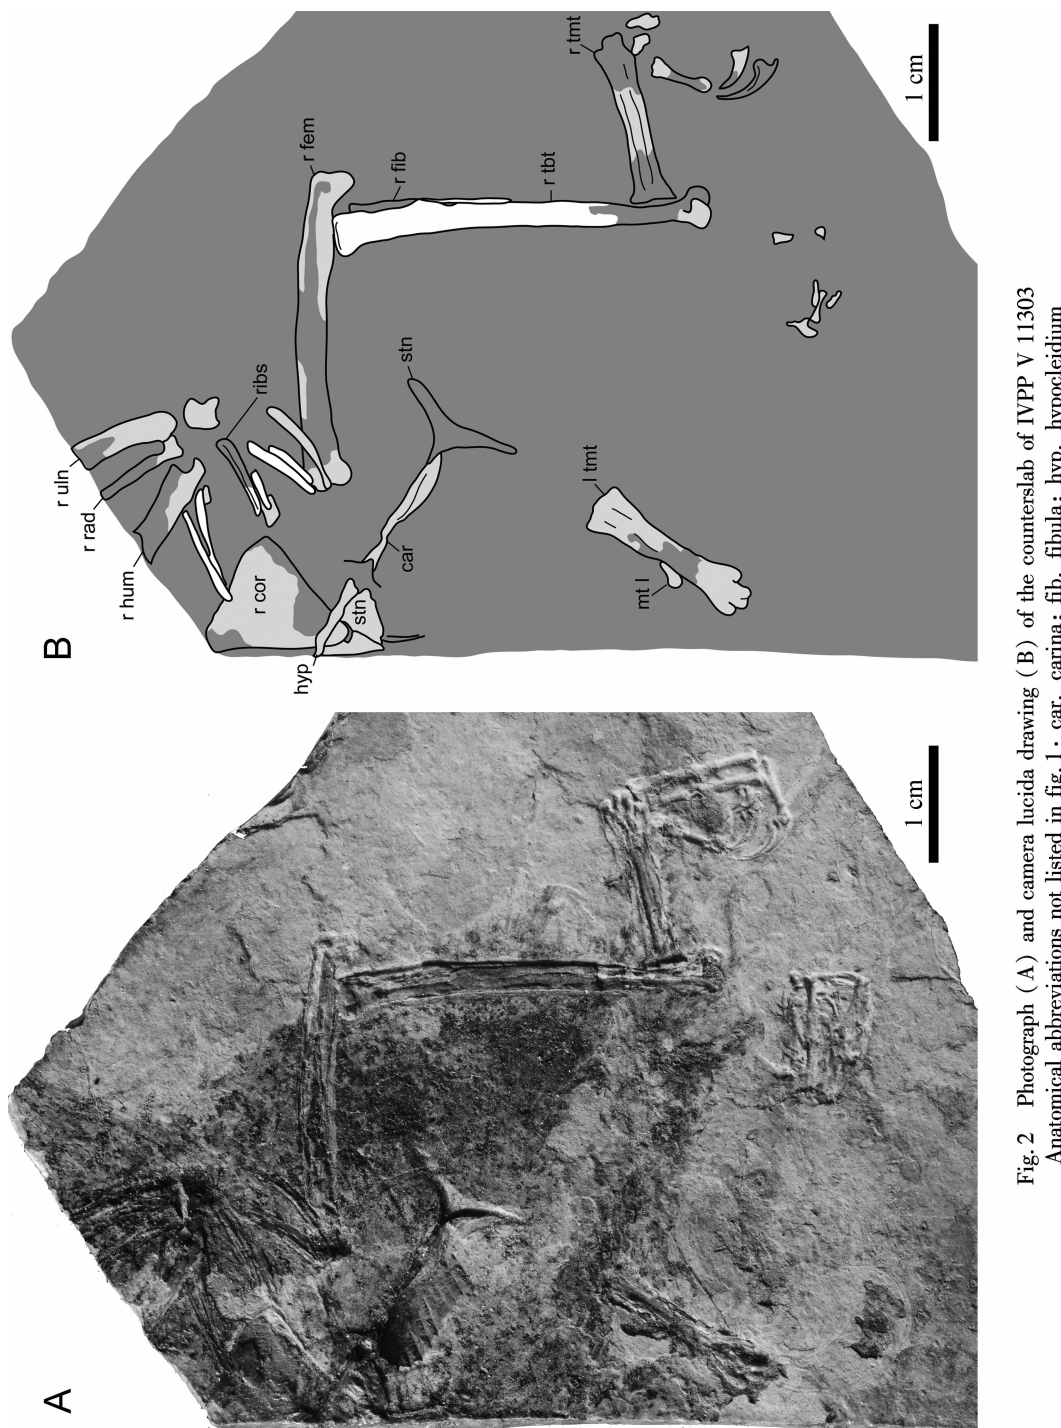 A
1 cm
B
r uln
r rad
r hum
r cor
hyp
stn
car
ribs
stn
r fem
r fib
r tbt
r tmt
l tmt
mt I
1 cm
Fig. 2 Photograph (A) and camera lucida drawing (B) of the counterslab of IVPP V 11303
Anatomical abbreviations not listed in fig. 1: car. carina; fib. fibula; hyp. hypocleidium